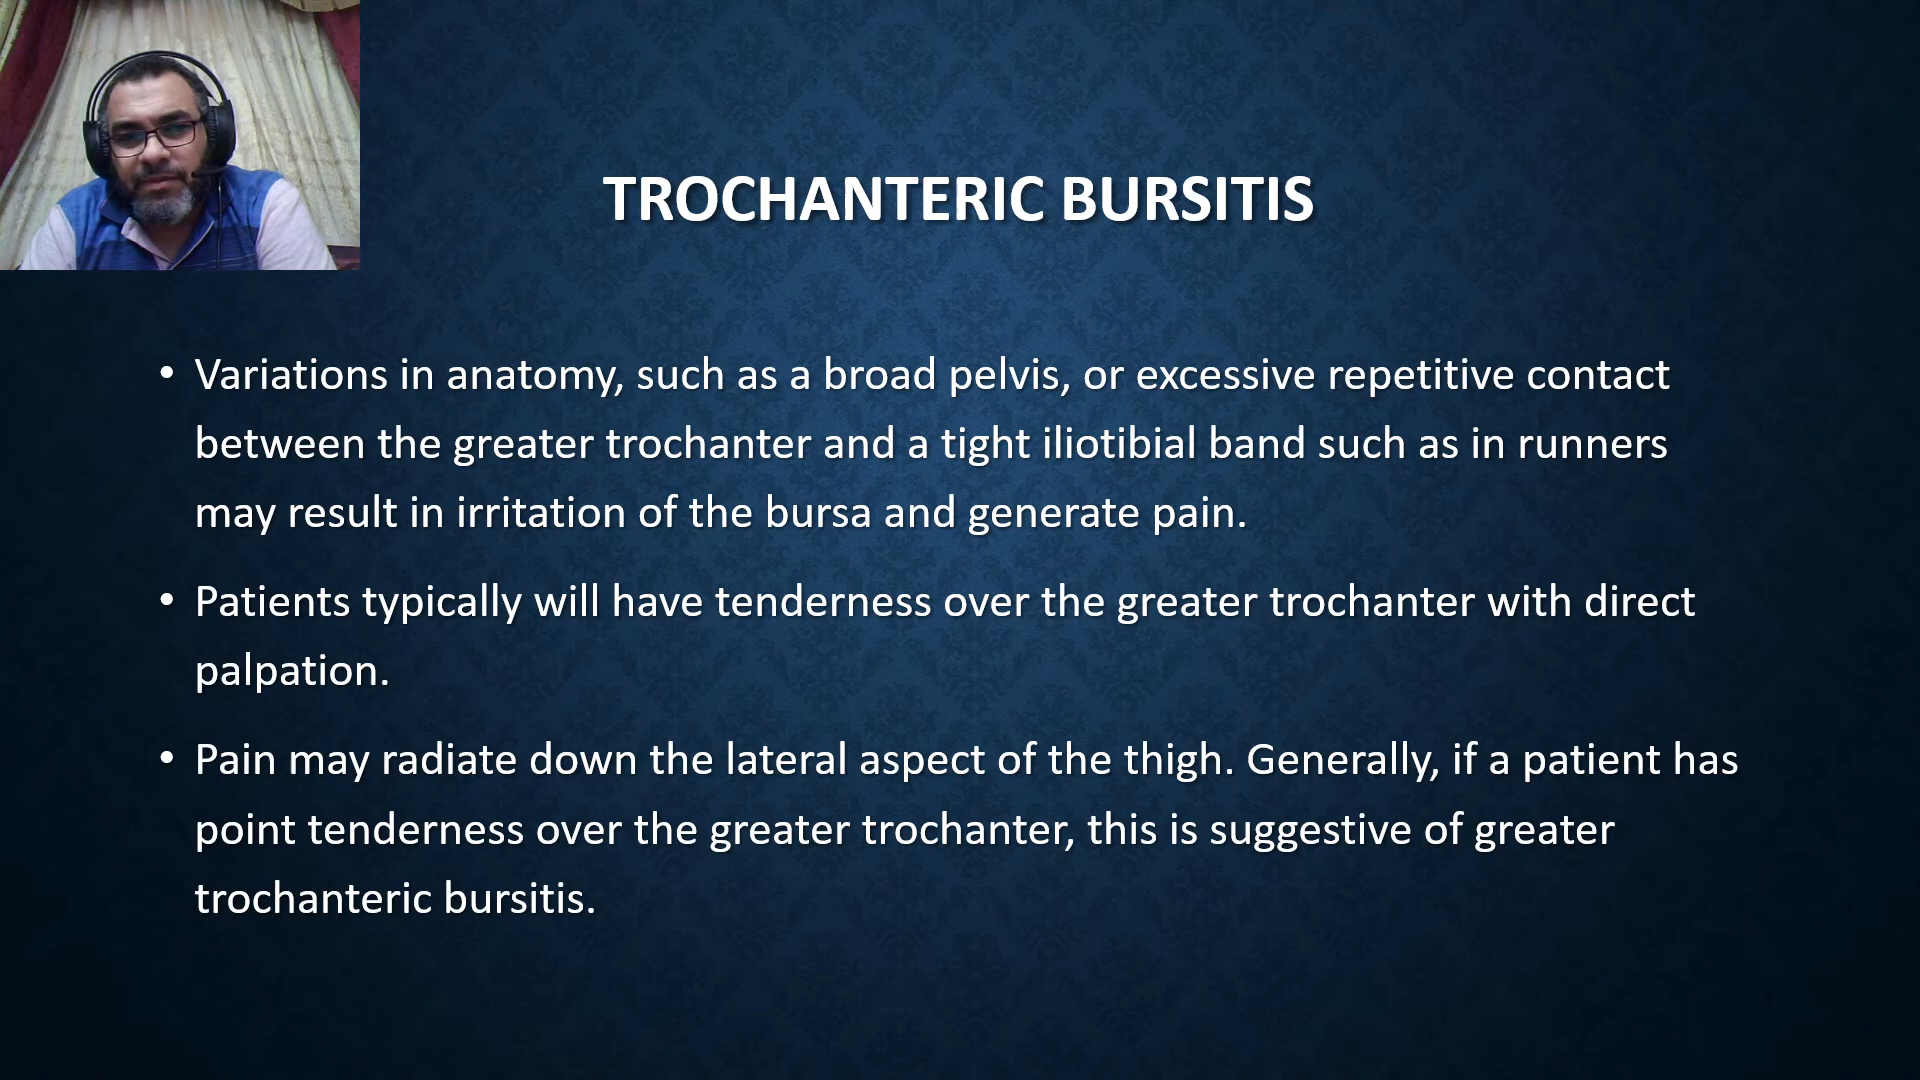 TROCHANTERIC BURSITIS
• Variations in anatomy, such as a broad pelvis, or excessive repetitive contact
between the greater trochanter and a tight iliotibial band such as in runners
may result in irritation of the bursa and generate pain.
• Patients typically will have tenderness over the greater trochanter with direct
palpation.
• Pain may radiate down the lateral aspect of the thigh. Generally, if a patient has
point tenderness over the greater trochanter, this is suggestive of greater
trochanteric bursitis.